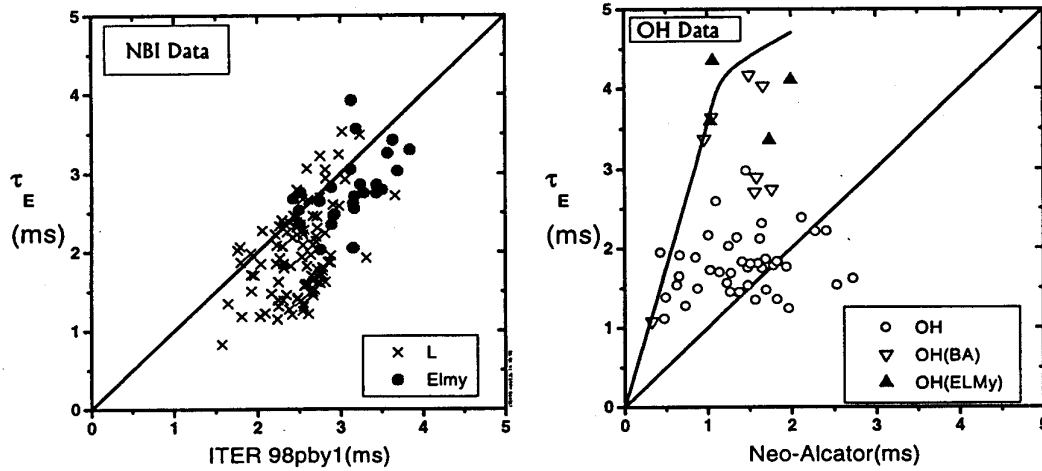 NBI Data
5
4
3
2
1
0
τE
(ms)
0 1 2 3 4 5
ITER 98pby1(ms)
× L
● Elmy
OH Data
5
4
3
2
1
0
τE
(ms)
0 1 2 3 4 5
Neo-Alcator(ms)
○ OH
▽ OH(BA)
▲ OH(ELMy)